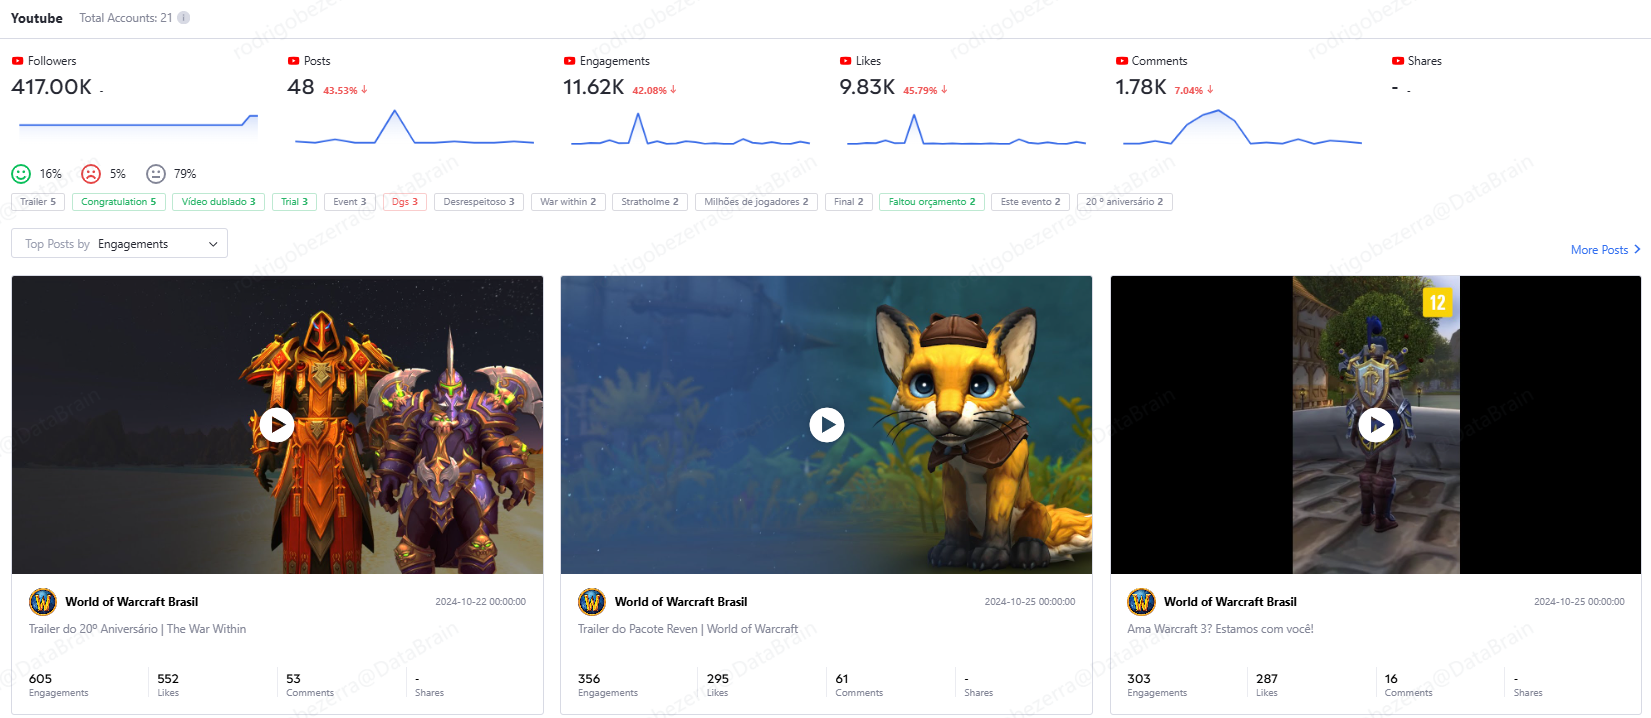 Youtube Total Accounts: 21
Followers Posts Engagements Likes Comments Shares
417.00K - 48 43.53% ↓ 11.62K 42.08% ↓ 9.83K 45.79% ↓ 1.78K 7.04% ↓ - -
16% 5% 79%
Trailer 5 Congratulation 5 Vídeo dublado 3 Trial 3 Event 3 Dgs 3 Desrespeitoso 3 War within 2 Stratholme 2 Milhões de jogadores 2 Final 2 Faltou orçamento 2 Este evento 2 20 º aniversário 2
Top Posts by Engagements
More Posts
12
World of Warcraft Brasil 2024-10-22 00:00:00
Trailer do 20º Aniversário | The War Within
605 552 53 -
Engagements Likes Comments Shares
World of Warcraft Brasil 2024-10-25 00:00:00
Trailer do Pacote Reven | World of Warcraft
356 295 61 -
Engagements Likes Comments Shares
World of Warcraft Brasil 2024-10-25 00:00:00
Ama Warcraft 3? Estamos com você!
303 287 16 -
Engagements Likes Comments Shares
rodrigobezerra@DataBrain